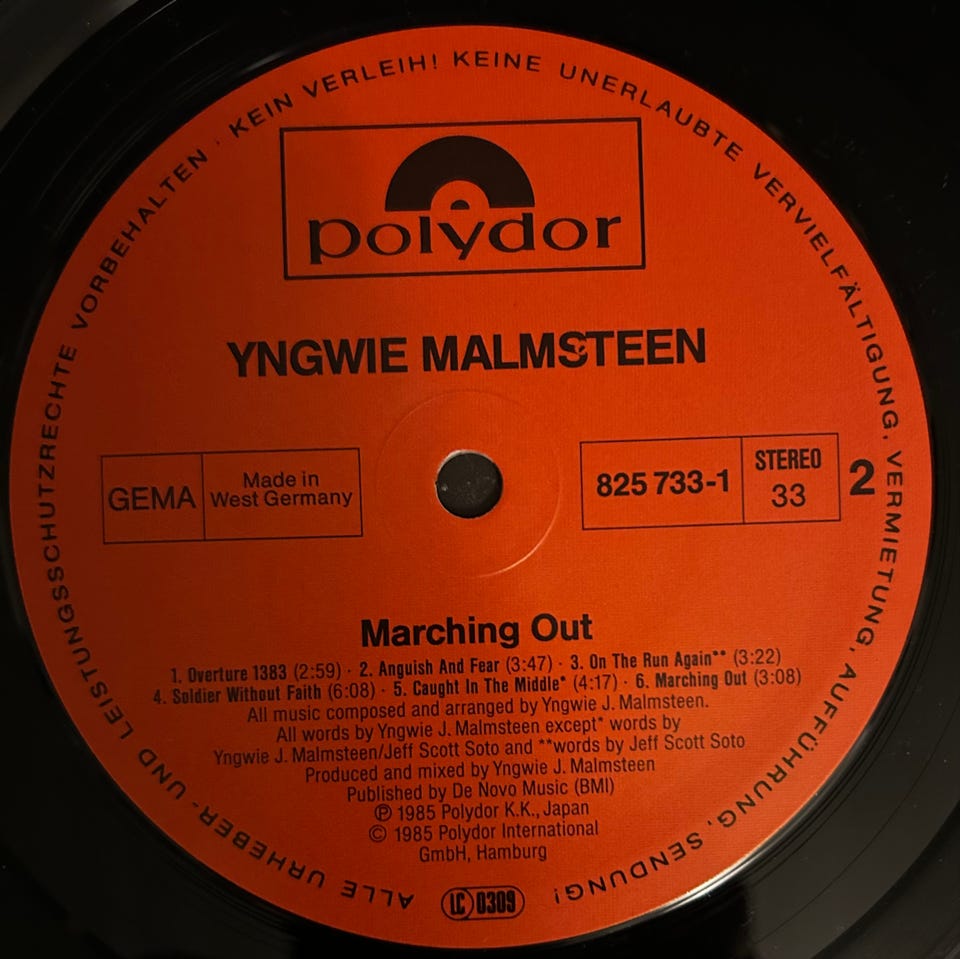 ALLE URHEBER- UND LEISTUNGSSCHUTZRECHTE VORBEHALTEN · KEIN VERLEIH! KEINE UNERLAUBTE VERVIELFÄLTIGUNG, VERMIETUNG, AUFFÜHRUNG, SENDUNG!
polydor
YNGWIE MALMSTEEN
GEMA
Made in
West Germany
825 733-1
STEREO
33
2
Marching Out
1. Overture 1383 (2:59) · 2. Anguish And Fear (3:47) · 3. On The Run Again** (3:22)
4. Soldier Without Faith (6:08) · 5. Caught In The Middle* (4:17) · 6. Marching Out (3:08)
All music composed and arranged by Yngwie J. Malmsteen.
All words by Yngwie J. Malmsteen except* words by
Yngwie J. Malmsteen/Jeff Scott Soto and **words by Jeff Scott Soto
Produced and mixed by Yngwie J. Malmsteen
Published by De Novo Music (BMI)
℗ 1985 Polydor K.K., Japan
© 1985 Polydor International
GmbH, Hamburg
LC 0309